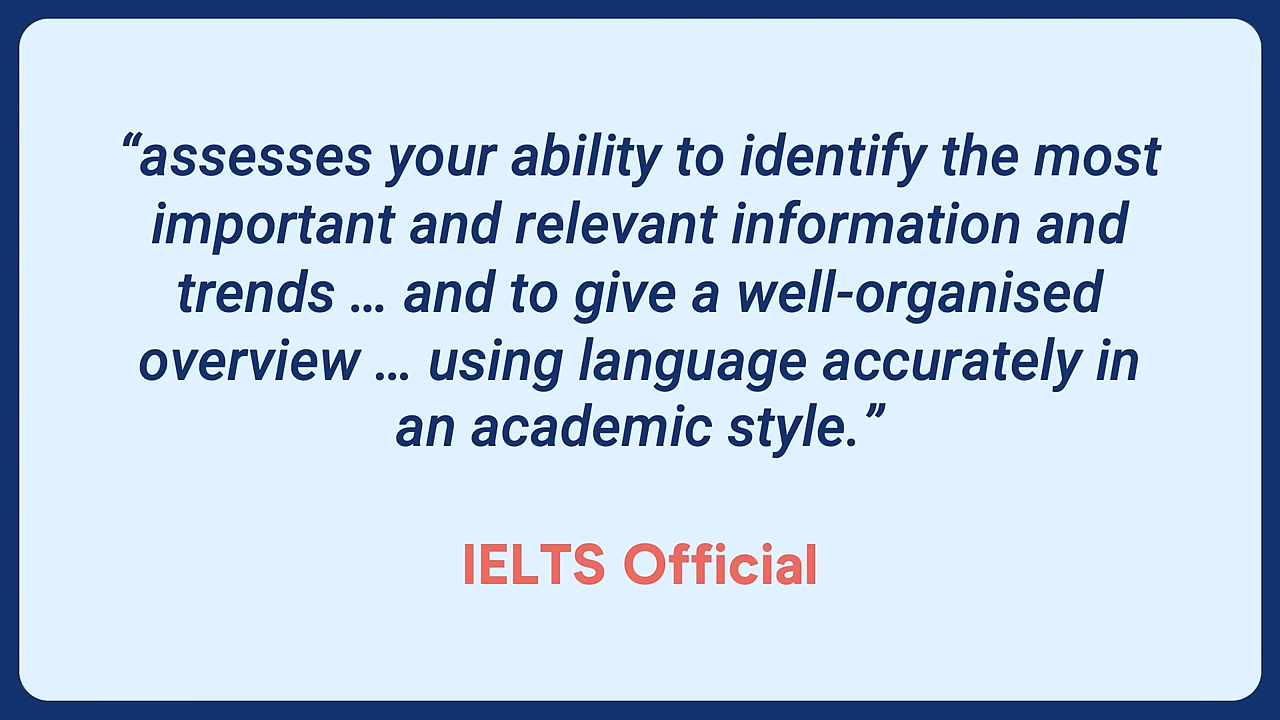 “assesses your ability to identify the most
important and relevant information and
trends ... and to give a well-organised
overview ... using language accurately in
an academic style.”
IELTS Official